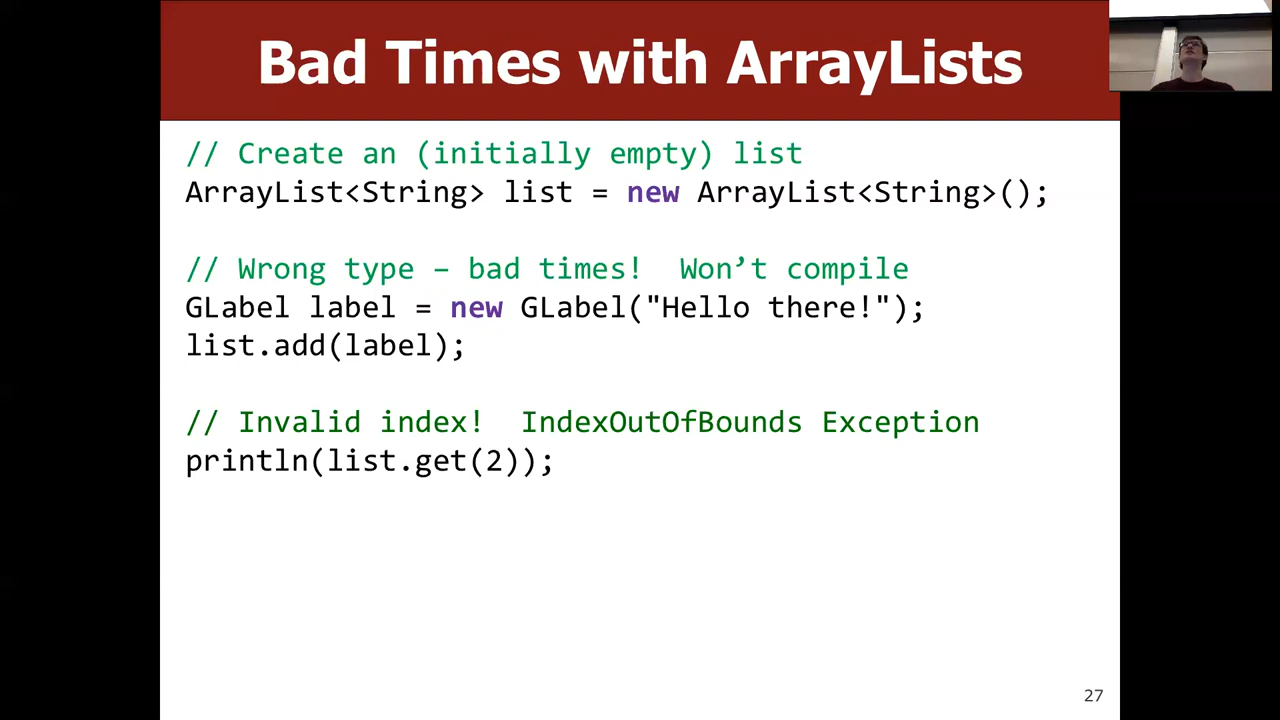 Bad Times with ArrayLists
// Create an (initially empty) list
ArrayList<String> list = new ArrayList<String>();
// Wrong type – bad times!  Won’t compile
GLabel label = new GLabel("Hello there!");
list.add(label);
// Invalid index!  IndexOutOfBounds Exception
println(list.get(2));
27